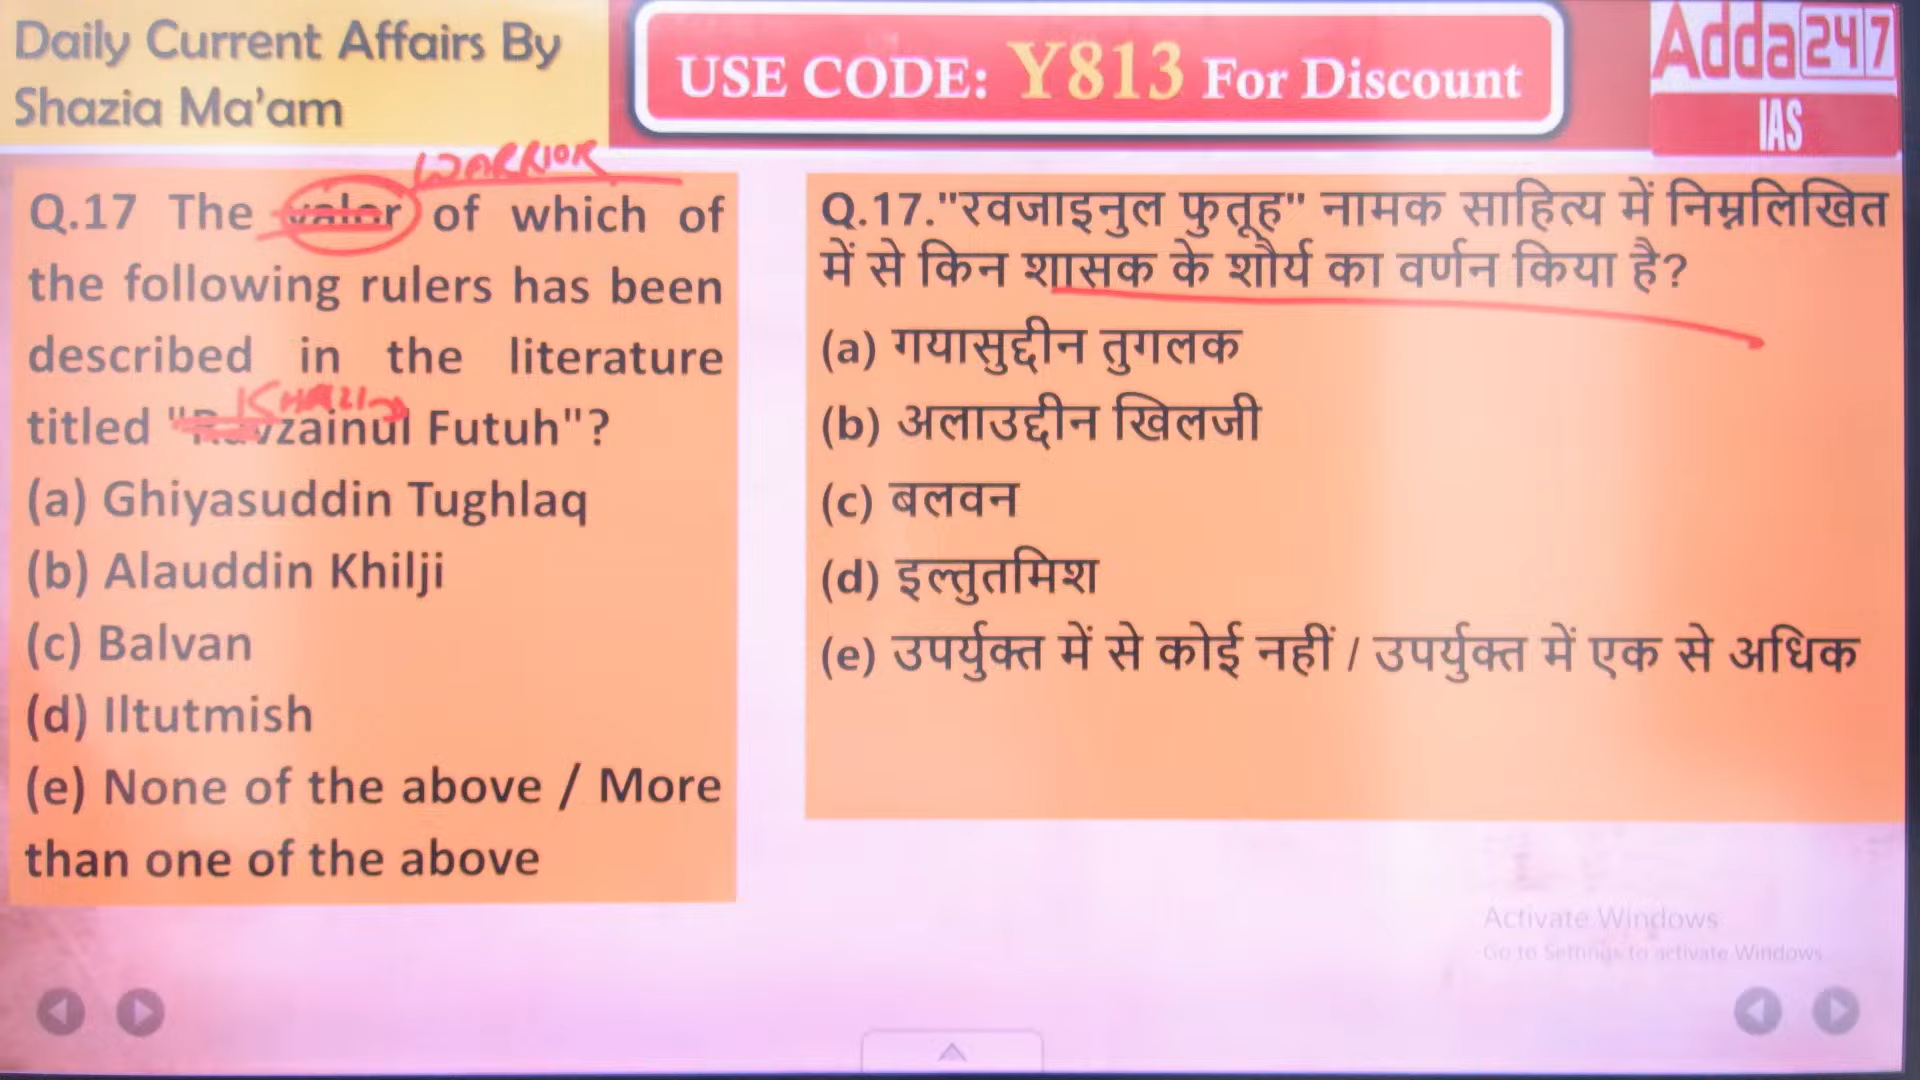 Daily Current Affairs By
Shazia Ma'am
USE CODE: Y813 For Discount
Adda 247
IAS
WARRIOR
Q.17 The valor of which of
the following rulers has been
described in the literature
KHAZI
titled "Ravzainul Futuh"?
(a) Ghiyasuddin Tughlaq
(b) Alauddin Khilji
(c) Balvan
(d) Iltutmish
(e) None of the above / More
than one of the above
Q.17."रवजाइनुल फुतूह" नामक साहित्य में निम्नलिखित
में से किन शासक के शौर्य का वर्णन किया है?
(a) गयासुद्दीन तुगलक
(b) अलाउद्दीन खिलजी
(c) बलवन
(d) इल्तुतमिश
(e) उपर्युक्त में से कोई नहीं / उपर्युक्त में एक से अधिक
Activate Windows
Go to Settings to activate Windows